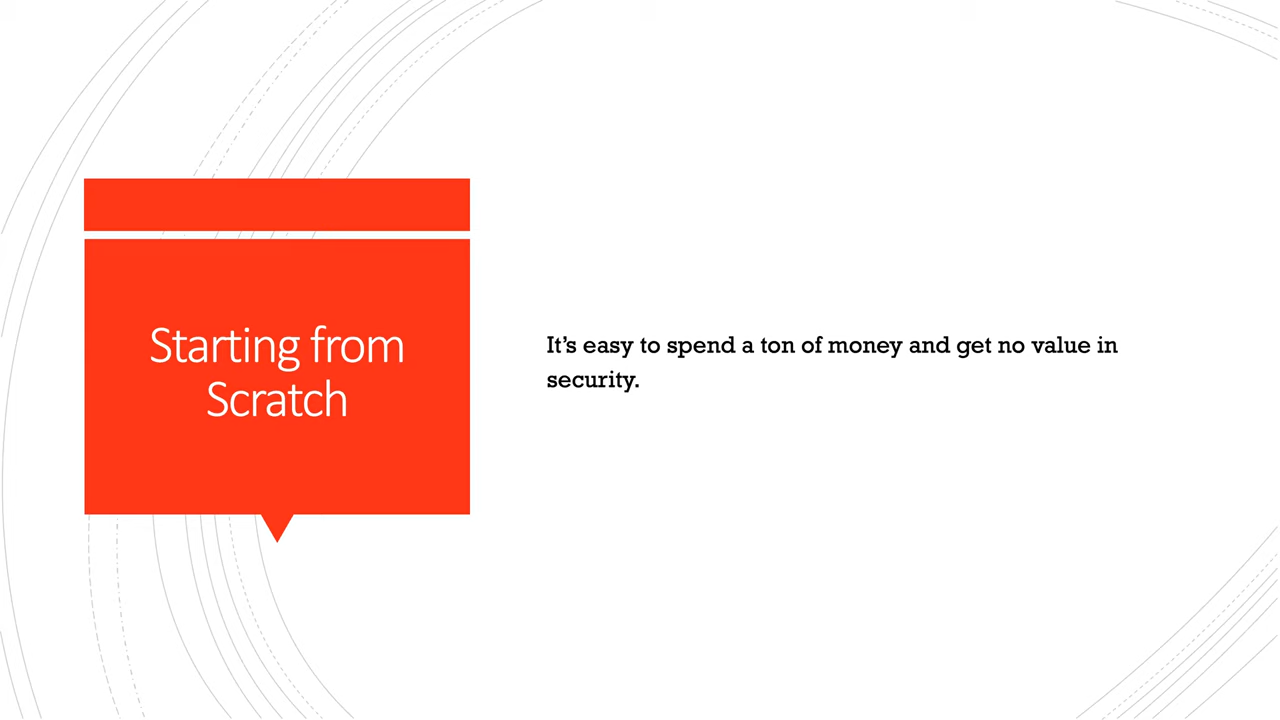 Starting from
Scratch
It’s easy to spend a ton of money and get no value in
security.